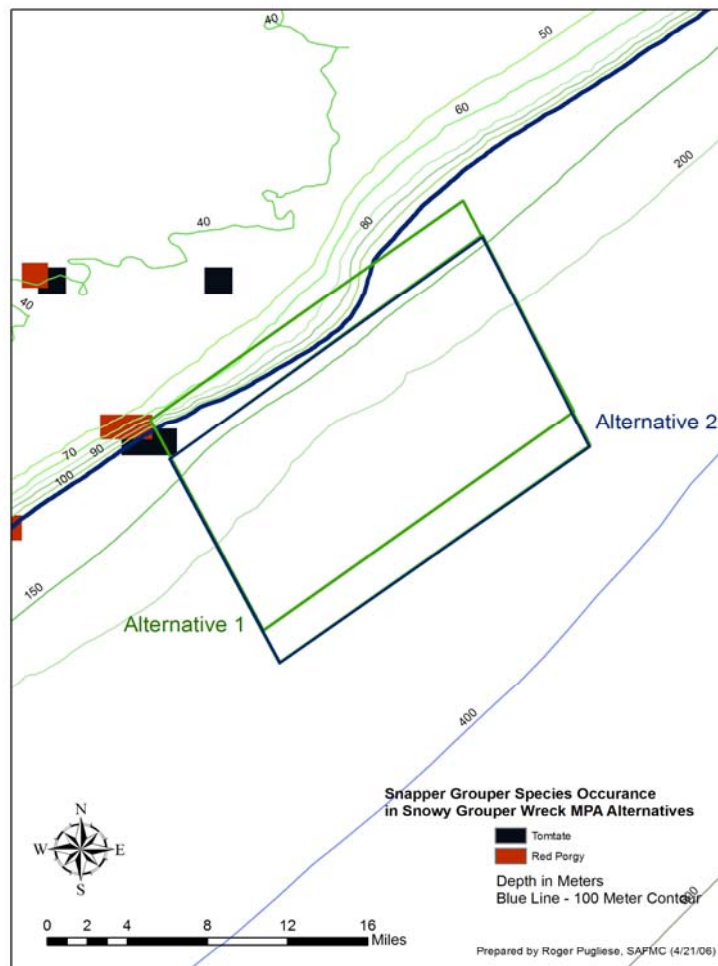 40
50
60
200
40
80
40
70
90
100
Alternative 2
150
Alternative 1
400
Snapper Grouper Species Occurance
in Snowy Grouper Wreck MPA Alternatives
Tomtate
Red Porgy
Depth in Meters
Blue Line - 100 Meter Contour
N
W
E
S
0 2 4 8 12 16
Miles
Prepared by Roger Pugliese, SAFMC (4/21/06)